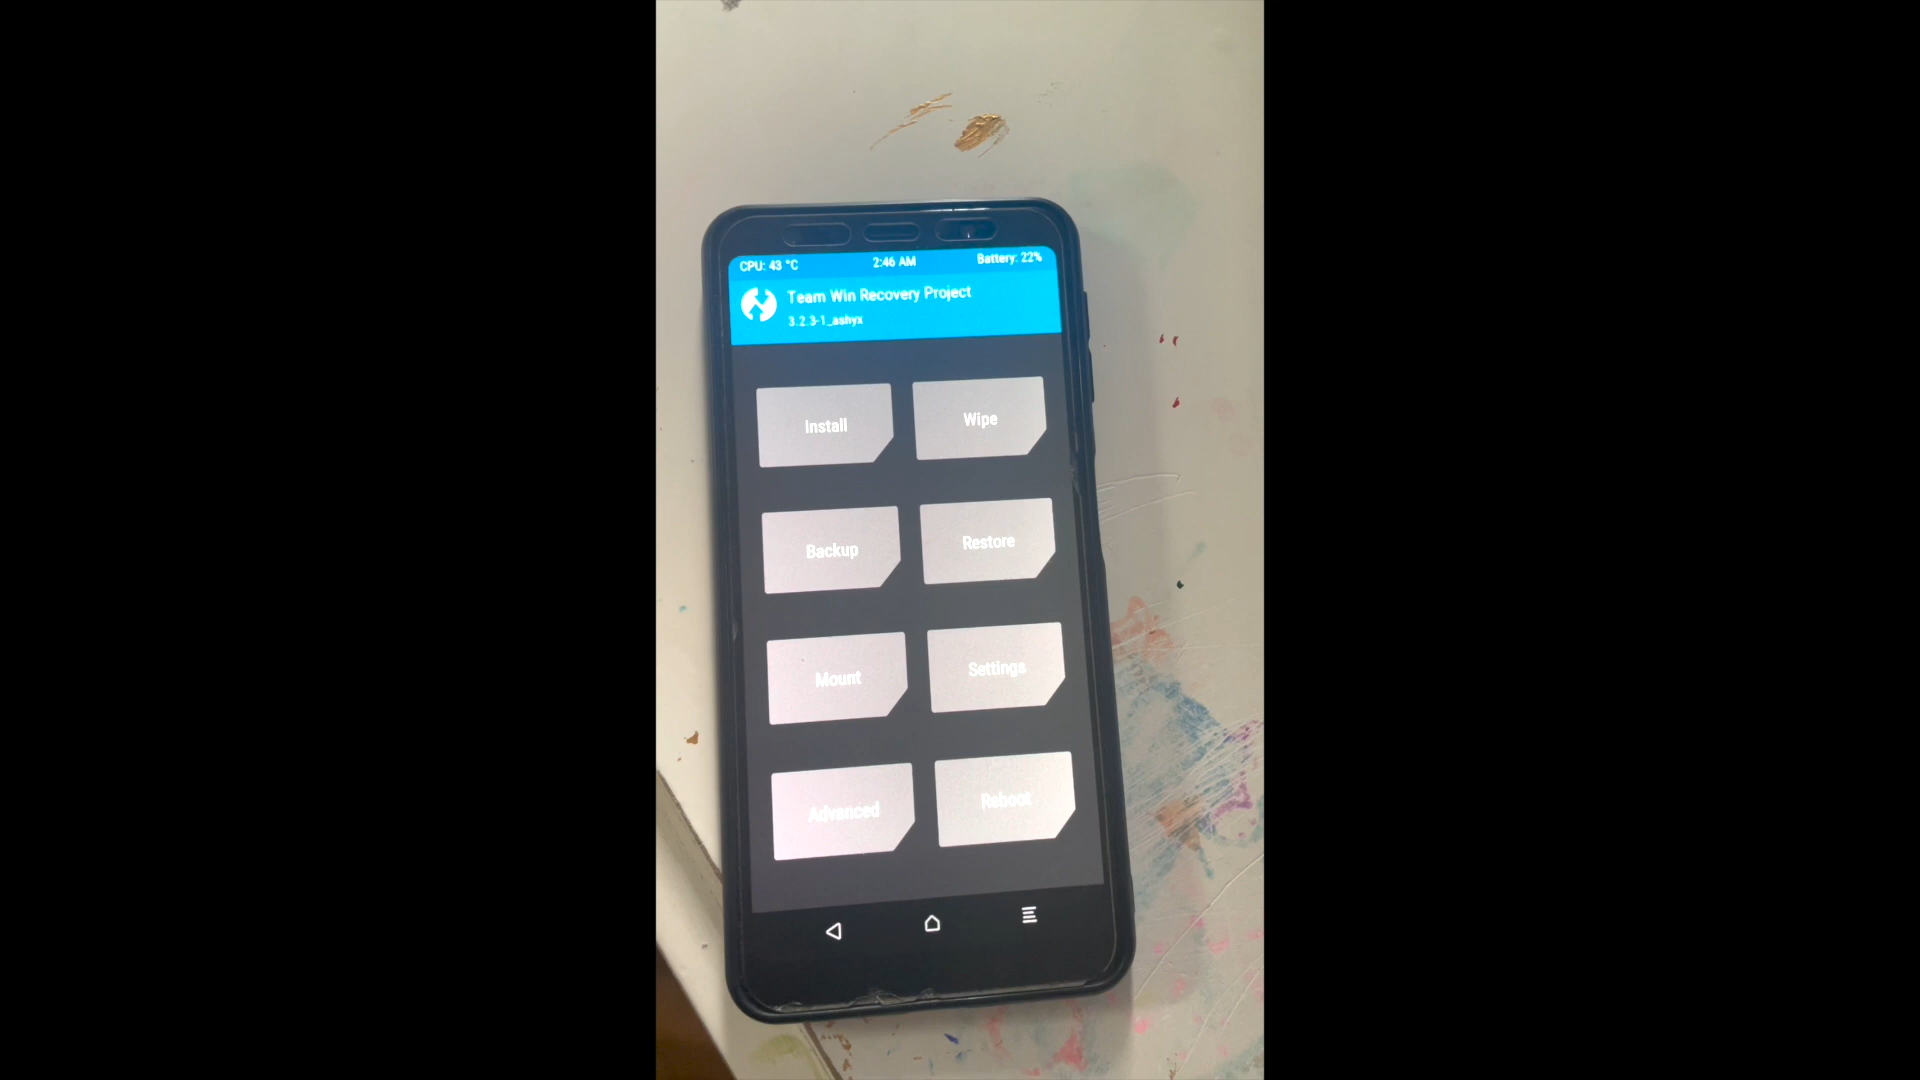 CPU: 43 °C 2:46 AM Battery: 22%
Team Win Recovery Project
3.2.3-1_ashyx
Install Wipe
Backup Restore
Mount Settings
Advanced Reboot